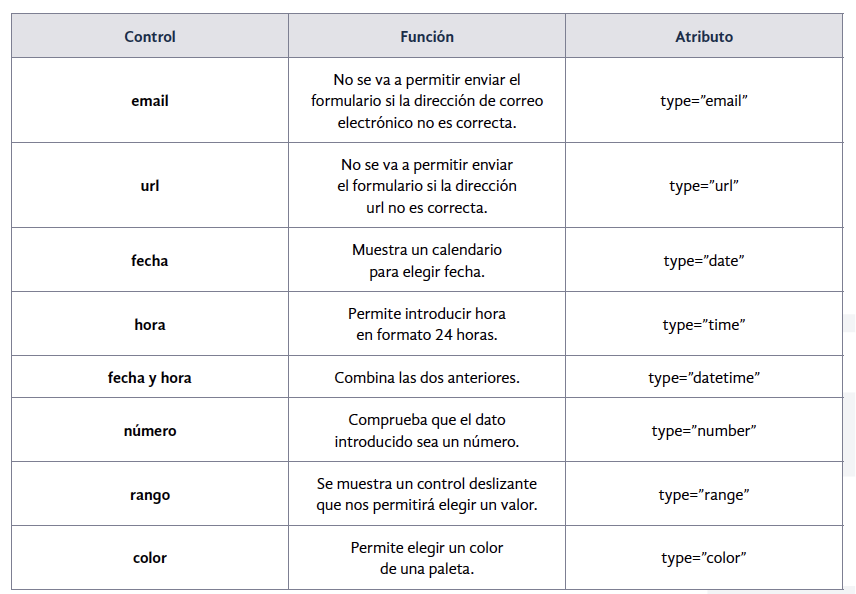 Control Función Atributo
email
No se va a permitir enviar el
formulario si la dirección de correo
electrónico no es correcta.
type=”email”
url
No se va a permitir enviar
el formulario si la dirección
url no es correcta.
type=”url”
fecha
Muestra un calendario
para elegir fecha.
type=”date”
hora
Permite introducir hora
en formato 24 horas.
type=”time”
fecha y hora
Combina las dos anteriores.
type=”datetime”
número
Comprueba que el dato
introducido sea un número.
type=”number”
rango
Se muestra un control deslizante
que nos permitirá elegir un valor.
type=”range”
color
Permite elegir un color
de una paleta.
type=”color”